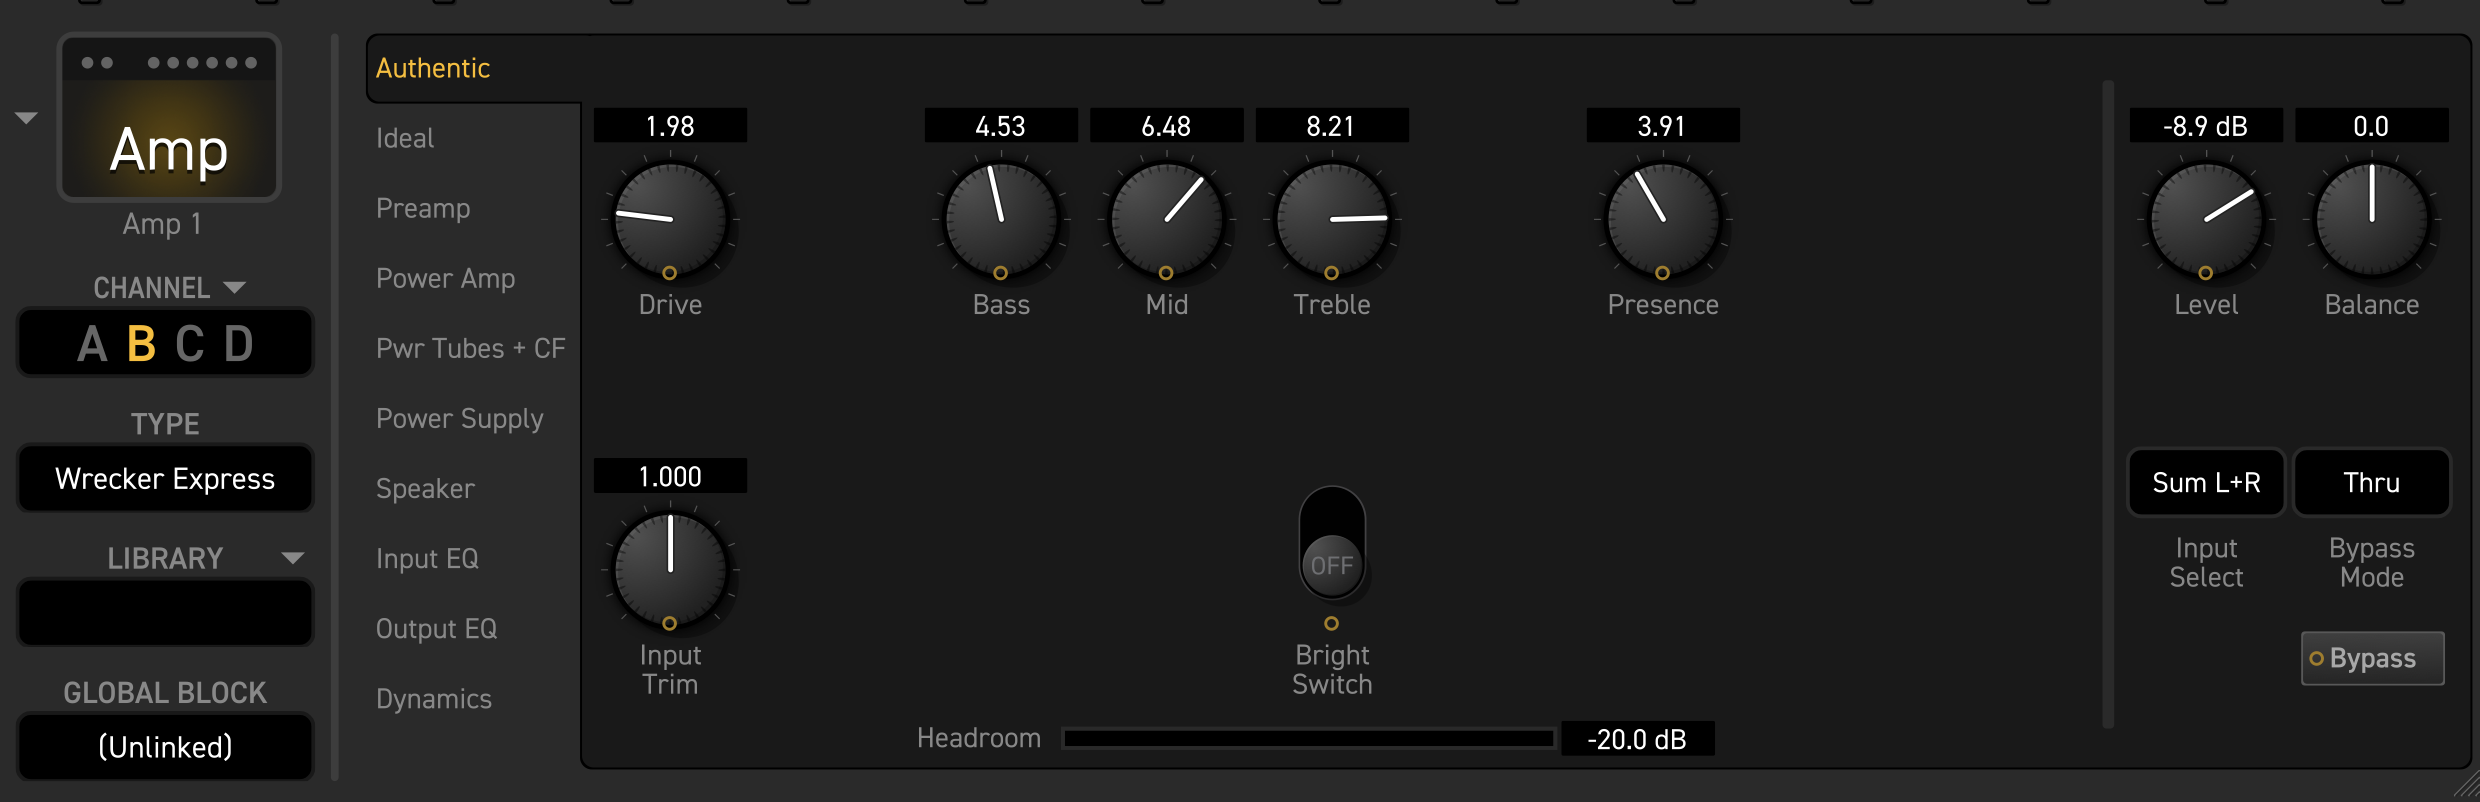 Amp
Amp 1
CHANNEL
A B C D
TYPE
Wrecker Express
LIBRARY
GLOBAL BLOCK
(Unlinked)
Authentic
Ideal
Preamp
Power Amp
Pwr Tubes + CF
Power Supply
Speaker
Input EQ
Output EQ
Dynamics
1.98
Drive
4.53
Bass
6.48
Mid
8.21
Treble
3.91
Presence
-8.9 dB
Level
0.0
Balance
1.000
Input
Trim
OFF
Bright
Switch
Sum L+R
Input
Select
Thru
Bypass
Mode
Bypass
Headroom
-20.0 dB